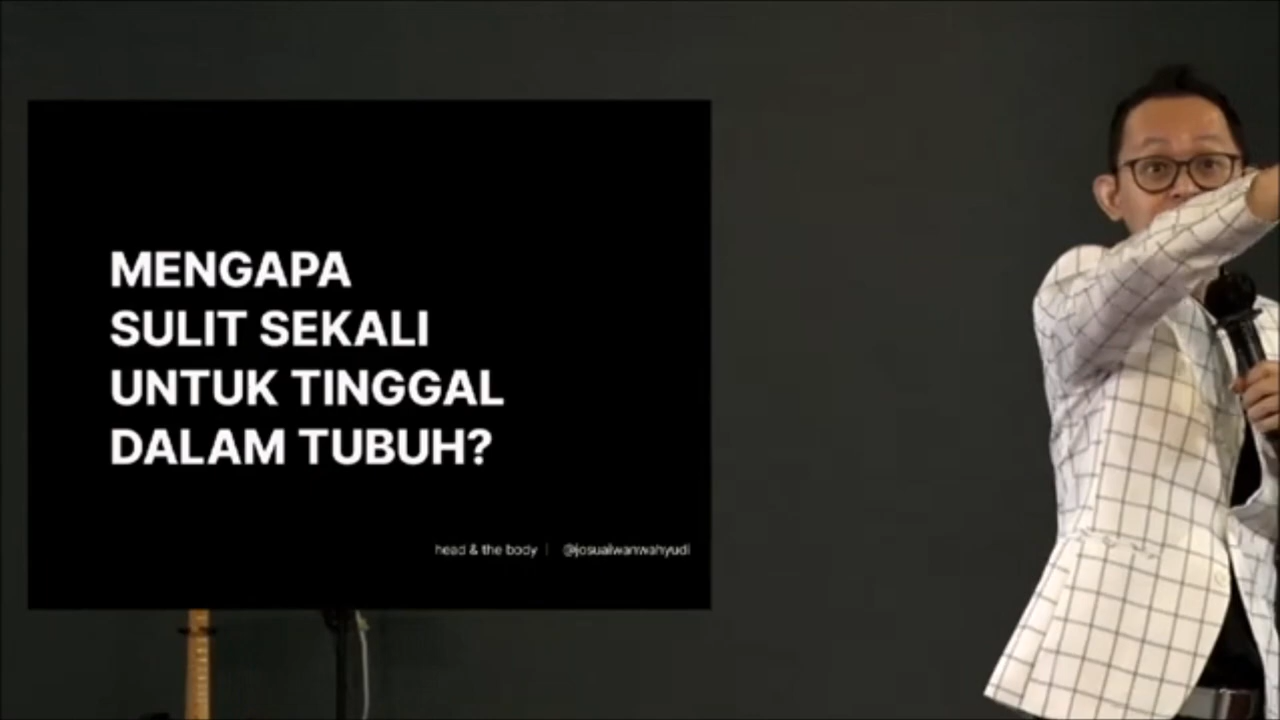 MENGAPA
SULIT SEKALI
UNTUK TINGGAL
DALAM TUBUH?
head & the body | @josuaiwanwahyudi